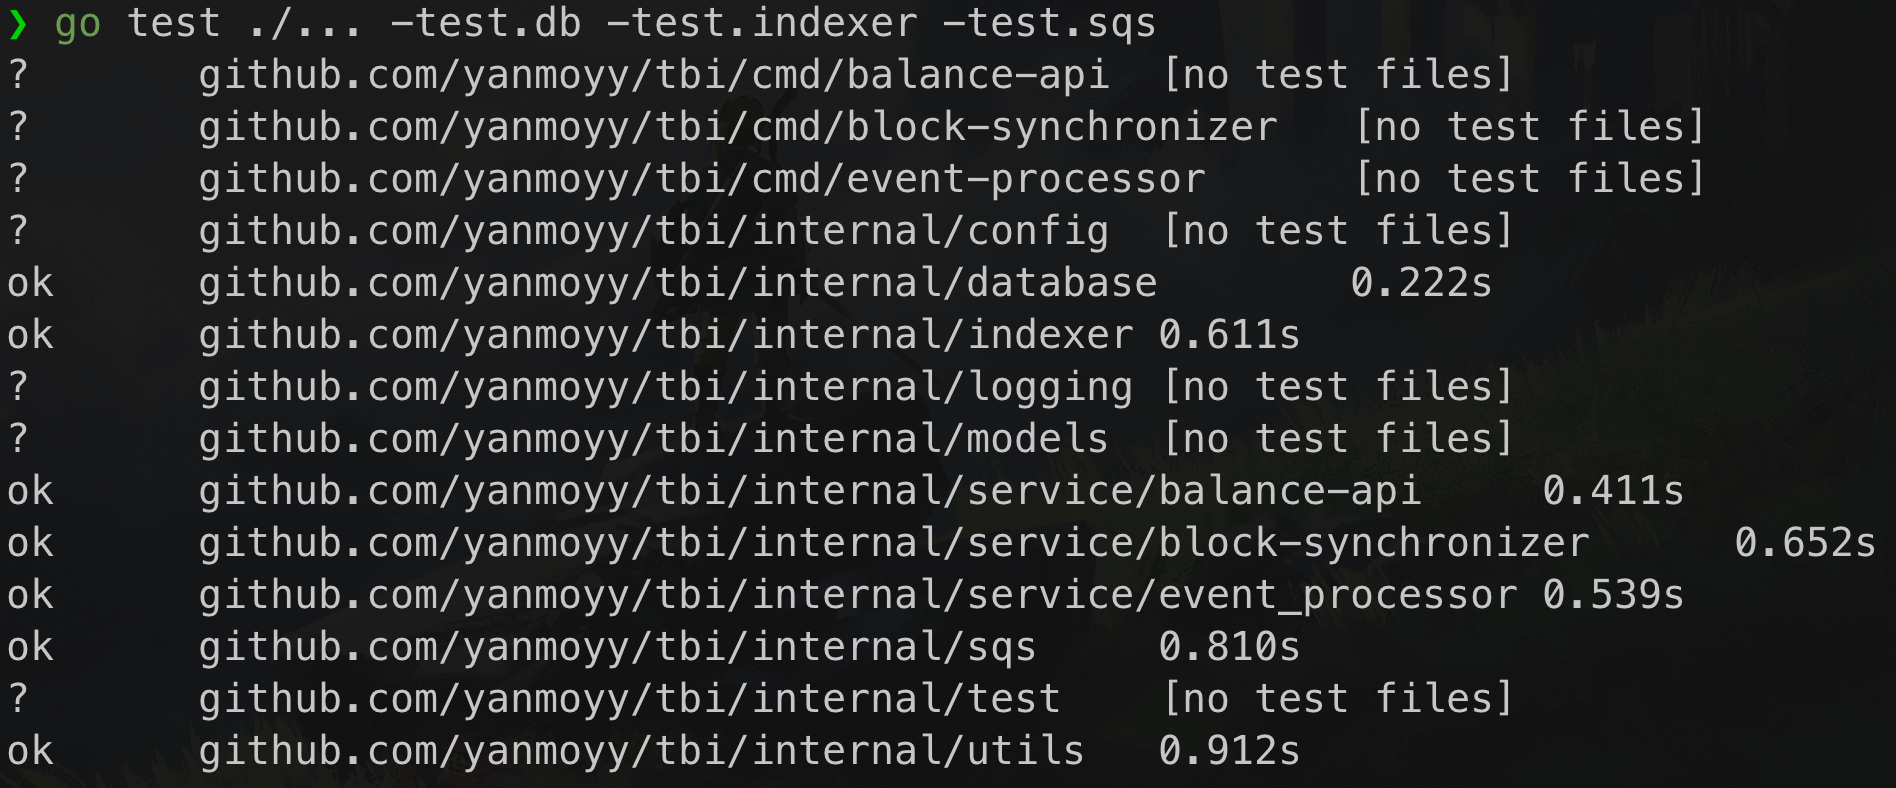 ❯ go test ./... -test.db -test.indexer -test.sqs
? github.com/yanmoyy/tbi/cmd/balance-api [no test files]
? github.com/yanmoyy/tbi/cmd/block-synchronizer [no test files]
? github.com/yanmoyy/tbi/cmd/event-processor [no test files]
? github.com/yanmoyy/tbi/internal/config [no test files]
ok github.com/yanmoyy/tbi/internal/database 0.222s
ok github.com/yanmoyy/tbi/internal/indexer 0.611s
? github.com/yanmoyy/tbi/internal/logging [no test files]
? github.com/yanmoyy/tbi/internal/models [no test files]
ok github.com/yanmoyy/tbi/internal/service/balance-api 0.411s
ok github.com/yanmoyy/tbi/internal/service/block-synchronizer 0.652s
ok github.com/yanmoyy/tbi/internal/service/event_processor 0.539s
ok github.com/yanmoyy/tbi/internal/sqs 0.810s
? github.com/yanmoyy/tbi/internal/test [no test files]
ok github.com/yanmoyy/tbi/internal/utils 0.912s